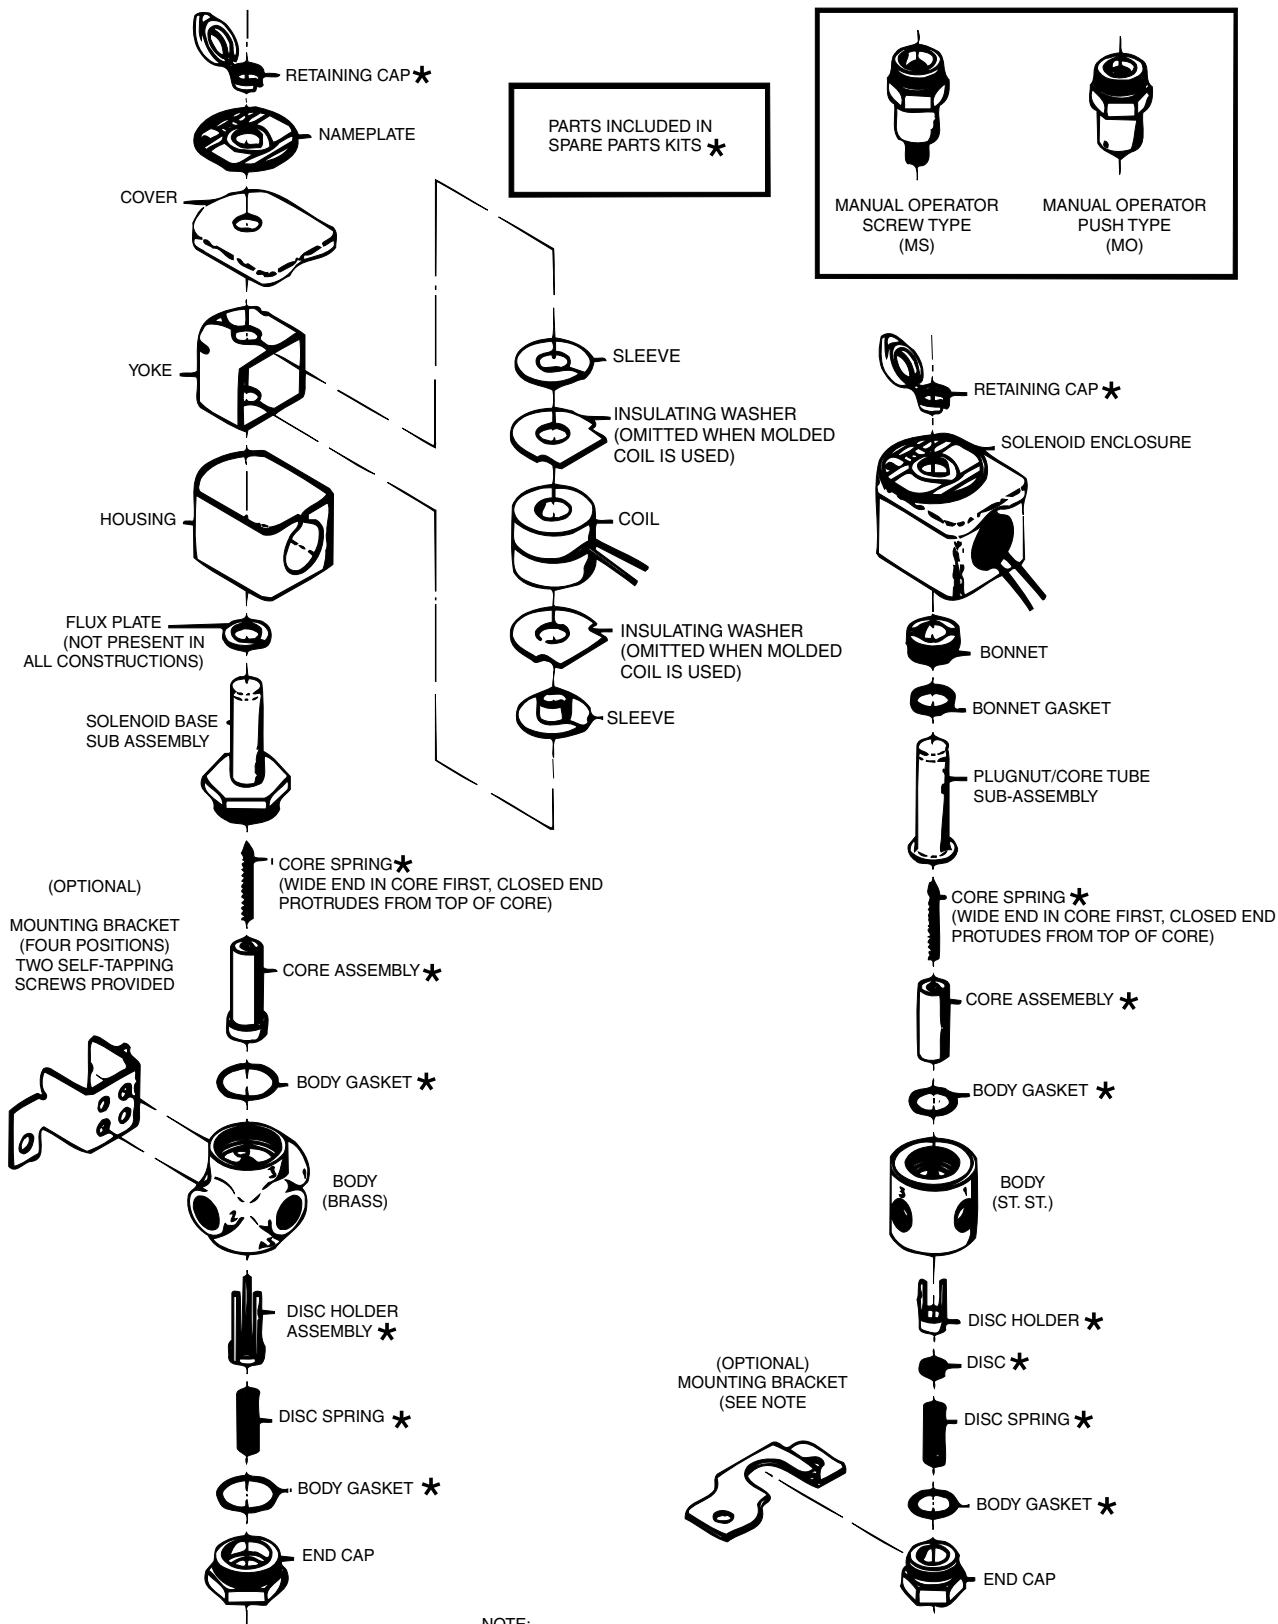 RETAINING CAP *
NAMEPLATE
COVER
YOKE
HOUSING
FLUX PLATE
(NOT PRESENT IN
ALL CONSTRUCTIONS)
SOLENOID BASE
SUB ASSEMBLY
CORE SPRING *
(WIDE END IN CORE FIRST, CLOSED END
PROTRUDES FROM TOP OF CORE)
(OPTIONAL)
MOUNTING BRACKET
(FOUR POSITIONS)
TWO SELF-TAPPING
SCREWS PROVIDED
CORE ASSEMBLY *
BODY GASKET *
BODY
(BRASS)
3
2
DISC HOLDER
ASSEMBLY *
DISC SPRING *
BODY GASKET *
END CAP
PARTS INCLUDED IN
SPARE PARTS KITS *
SLEEVE
INSULATING WASHER
(OMITTED WHEN MOLDED
COIL IS USED)
COIL
INSULATING WASHER
(OMITTED WHEN MOLDED
COIL IS USED)
SLEEVE
MANUAL OPERATOR
SCREW TYPE
(MS)
MANUAL OPERATOR
PUSH TYPE
(MO)
RETAINING CAP *
SOLENOID ENCLOSURE
BONNET
BONNET GASKET
PLUGNUT/CORE TUBE
SUB-ASSEMBLY
CORE SPRING *
(WIDE END IN CORE FIRST, CLOSED END
PROTUDES FROM TOP OF CORE)
CORE ASSEMEBLY *
BODY GASKET *
BODY
(ST. ST.)
3
1
DISC HOLDER *
DISC *
(OPTIONAL)
MOUNTING BRACKET
(SEE NOTE
DISC SPRING *
BODY GASKET *
END CAP
NOTE: